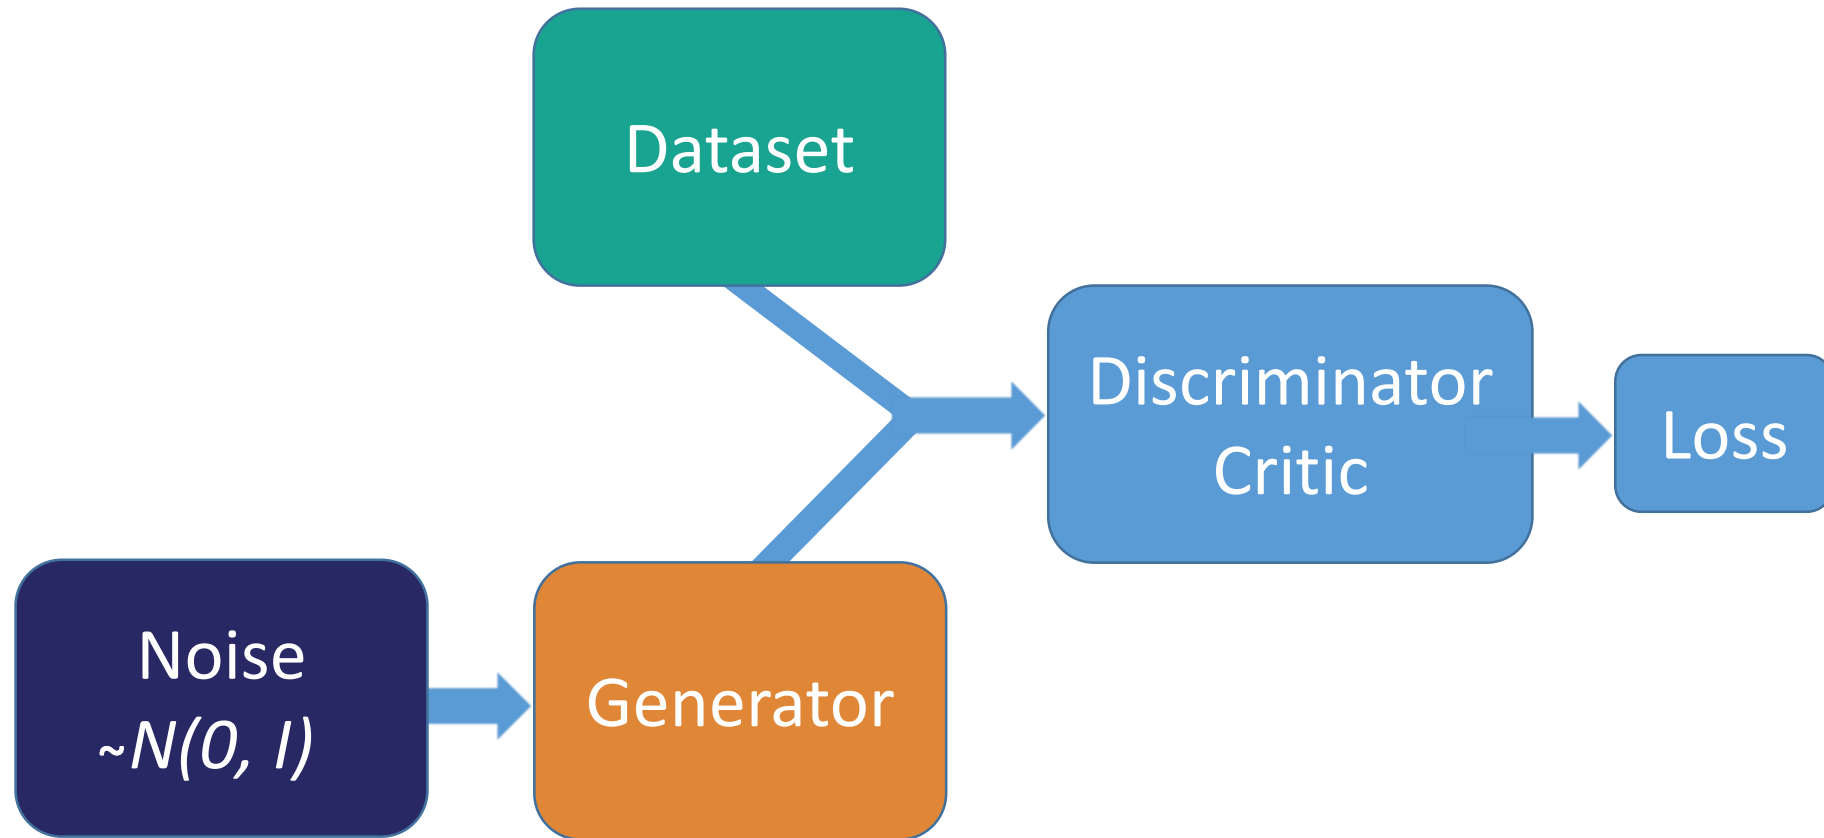 Dataset
Discriminator
Critic
Loss
Noise
~N(0, I)
Generator